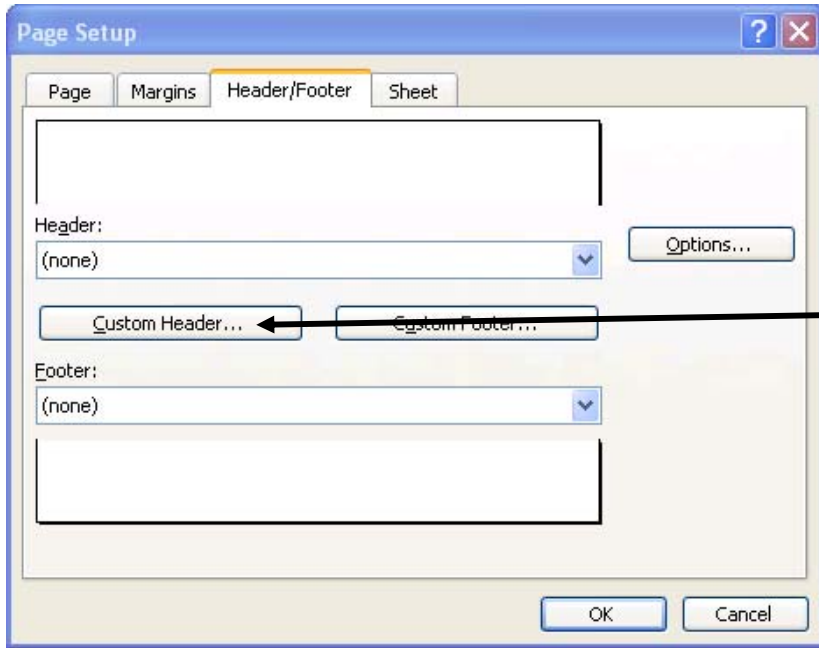 Page Setup ?
Page Margins Header/Footer Sheet
Header:
(none)
Options...
Custom Header... Custom Footer...
Footer:
(none)
OK Cancel